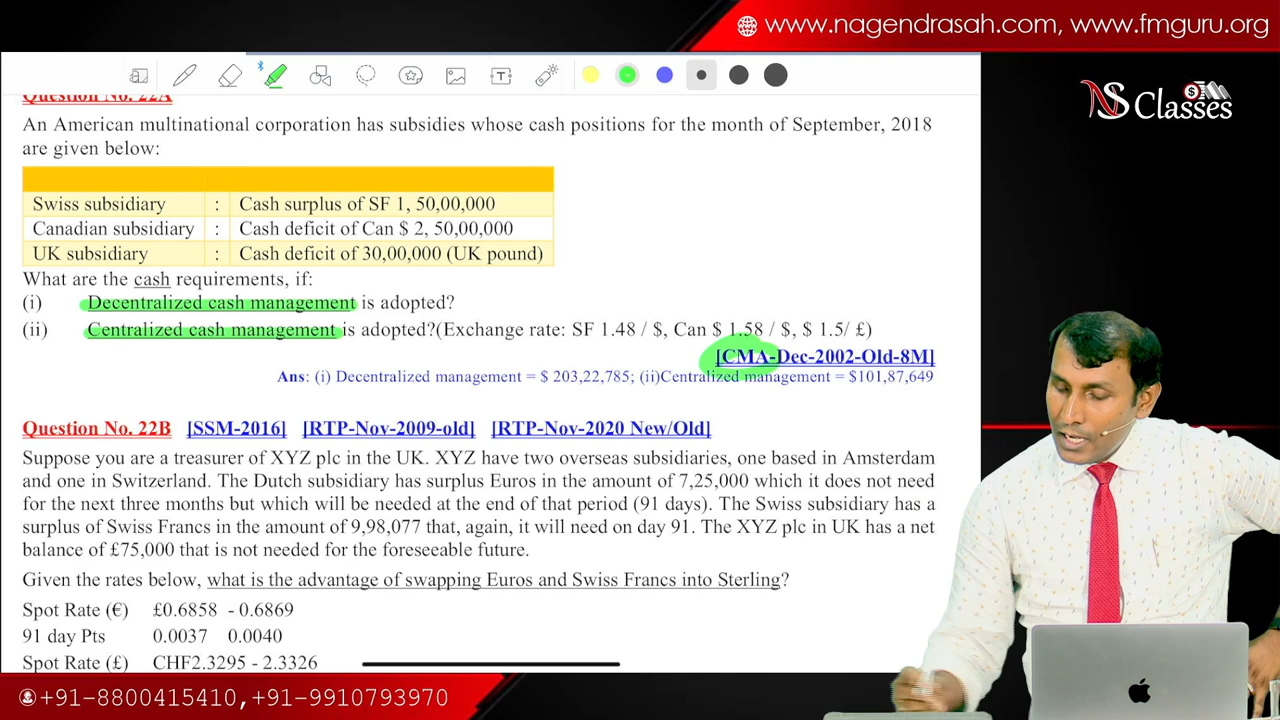 www.nagendrasah.com, www.fmguru.org
NS Classes
Question No. 22A
An American multinational corporation has subsidies whose cash positions for the month of September, 2018
are given below:
Swiss subsidiary : Cash surplus of SF 1, 50,00,000
Canadian subsidiary : Cash deficit of Can $ 2, 50,00,000
UK subsidiary : Cash deficit of 30,00,000 (UK pound)
What are the cash requirements, if:
(i) Decentralized cash management is adopted?
(ii) Centralized cash management is adopted?(Exchange rate: SF 1.48 / $, Can $ 1.58 / $, $ 1.5/ £)
[CMA-Dec-2002-Old-8M]
Ans: (i) Decentralized management = $ 203,22,785; (ii)Centralized management = $101,87,649
Question No. 22B [SSM-2016] [RTP-Nov-2009-old] [RTP-Nov-2020 New/Old]
Suppose you are a treasurer of XYZ plc in the UK. XYZ have two overseas subsidiaries, one based in Amsterdam
and one in Switzerland. The Dutch subsidiary has surplus Euros in the amount of 7,25,000 which it does not need
for the next three months but which will be needed at the end of that period (91 days). The Swiss subsidiary has a
surplus of Swiss Francs in the amount of 9,98,077 that, again, it will need on day 91. The XYZ plc in UK has a net
balance of £75,000 that is not needed for the foreseeable future.
Given the rates below, what is the advantage of swapping Euros and Swiss Francs into Sterling?
Spot Rate (€) £0.6858 - 0.6869
91 day Pts 0.0037 0.0040
Spot Rate (£) CHF2.3295 - 2.3326
+91-8800415410,+91-9910793970